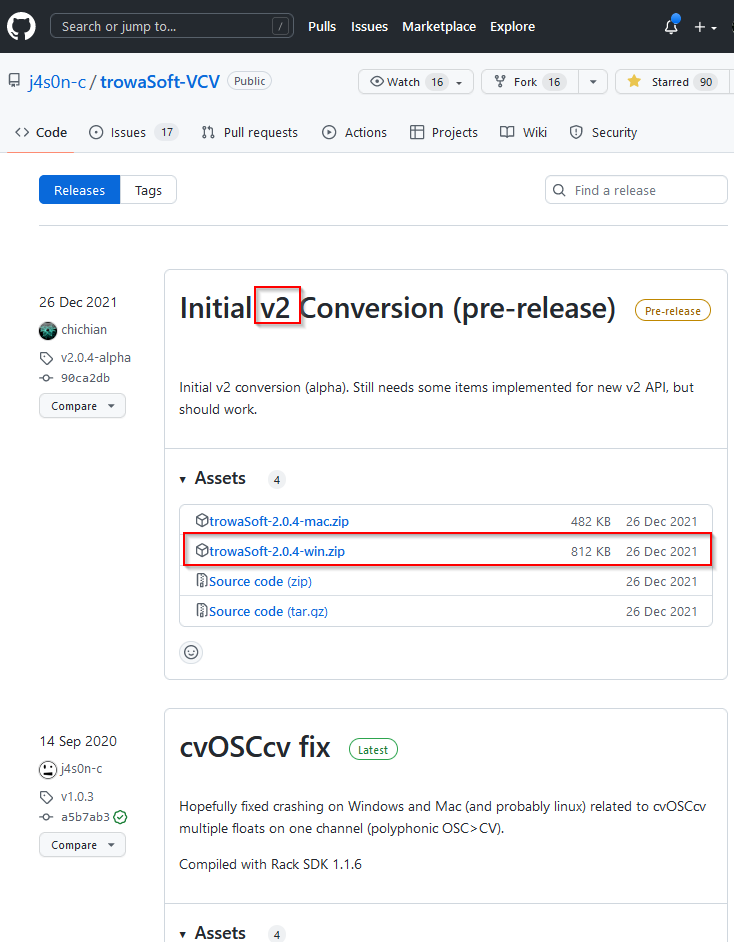 Search or jump to... /
Pulls Issues Marketplace Explore
j4s0n-c / trowaSoft-VCV Public
Watch 16 Fork 16 Starred 90
Code Issues 17 Pull requests Actions Projects Wiki Security
Releases Tags
Find a release
26 Dec 2021
chichian
v2.0.4-alpha
90ca2db
Compare
Initial v2 Conversion (pre-release) Pre-release
Initial v2 conversion (alpha). Still needs some items implemented for new v2 API, but
should work.
Assets 4
trowaSoft-2.0.4-mac.zip 482 KB 26 Dec 2021
trowaSoft-2.0.4-win.zip 812 KB 26 Dec 2021
Source code (zip) 26 Dec 2021
Source code (tar.gz) 26 Dec 2021
14 Sep 2020
j4s0n-c
v1.0.3
a5b7ab3
Compare
cvOSCcv fix Latest
Hopefully fixed crashing on Windows and Mac (and probably linux) related to cvOSCcv
multiple floats on one channel (polyphonic OSC>CV).
Compiled with Rack SDK 1.1.6
Assets 4